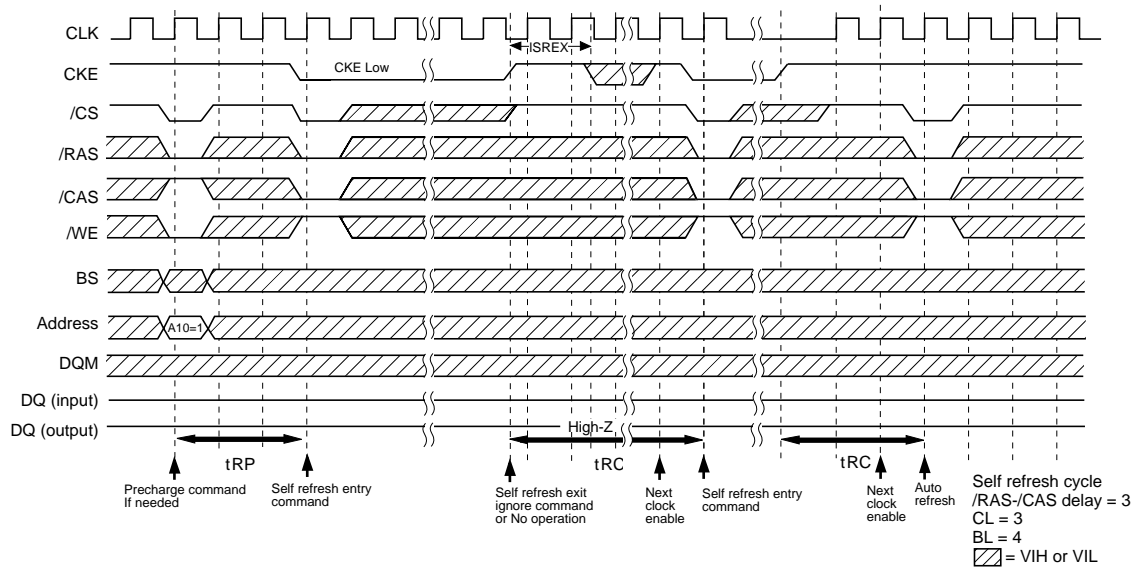 CLK
lSREX
CKE
CKE Low
/CS
/RAS
/CAS
/WE
BS
Address
A10=1
DQM
DQ (input)
DQ (output)
High-Z
tRP
tRC
tRC
Precharge command
If needed
Self refresh entry
command
Self refresh exit
ignore command
or No operation
Next
clock
enable
Self refresh entry
command
Next
clock
enable
Auto
refresh
Self refresh cycle
/RAS-/CAS delay = 3
CL = 3
BL = 4
= VIH or VIL